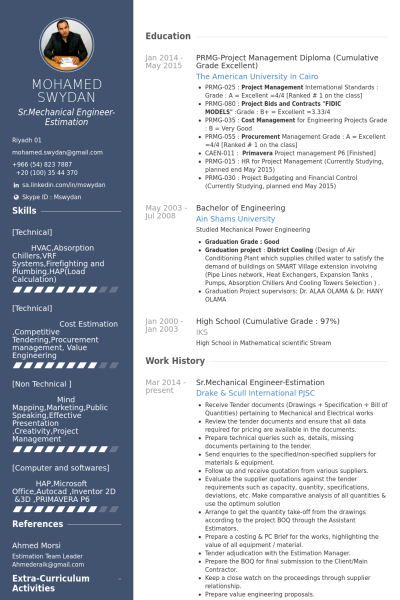 MOHAMED
SWYDAN
Sr.Mechanical Engineer-
Estimation
Riyadh 01
mohamed.swydan@gmail.com
+966 (54) 823 7887
+20 (100) 35 44 370
sa.linkedin.com/in/mswydan
Skype ID : Mswydan
Skills
[Technical]
HVAC,Absorption
Chillers,VRF
Systems,Firefighting and
Plumbing,HAP(Load
Calculation)
[Technical]
Cost Estimation
,Competitive
Tendering,Procurement
management, Value
Engineering
[Non Technical ]
Mind
Mapping,Marketing,Public
Speaking,Effective
Presentation
,Creativity,Project
Management
[Computer and softwares]
HAP,Microsoft
Office,Autocad ,Inventor 2D
&3D ,PRIMAVERA P6
References
Ahmed Morsi
Estimation Team Leader
Ahmederaik@gmail.com
Extra-Curriculum
Activities
Education
Jan 2014 -
May 2015
PRMG-Project Management Diploma (Cumulative
Grade Excellent)
The American University in Cairo
• PRMG-025 : Project Management International Standards :
Grade : A = Excellent =4/4 [Ranked # 1 on the class]
• PRMG-080 : Project Bids and Contracts "FIDIC
MODELS" :Grade : B+ = Excellent =3.33/4
• PRMG-035 : Cost Management for Engineering Projects Grade
: B = Very Good
• PRMG-055 : Procurement Management Grade : A = Excellent
=4/4 [Ranked # 1 on the class]
• CAEN-011 : Primavera Project management P6 [Finished]
• PRMG-015 : HR for Project Management (Currently Studying,
planned end May 2015)
• PRMG-030 : Project Budgeting and Financial Control
(Currently Studying, planned end May 2015)
May 2003 -
Jul 2008
Bachelor of Engineering
Ain Shams University
Studied Mechanical Power Engineering
• Graduation Grade : Good
• Graduation project : District Cooling (Design of Air
Conditioning Plant which supplies chilled water to satisfy the
demand of buildings on SMART Village extension involving
(Pipe Lines network, Heat Exchangers, Expansion Tanks ,
Pumps, Absorption Chillers And Cooling Towers Selection ) .
• Graduation Project supervisors: Dr. ALAA OLAMA & Dr. HANY
OLAMA
Jan 2000 -
Jan 2003
High School (Cumulative Grade : 97%)
IKS
High School in Mathematical scientific Stream
Work History
Mar 2014 -
present
Sr.Mechanical Engineer-Estimation
Drake & Scull International PJSC
• Receive Tender documents (Drawings + Specification + Bill of
Quantities) pertaining to Mechanical and Electrical works
• Review the tender documents and ensure that all data
required for pricing are available in the documents.
• Prepare technical queries such as, details, missing
documents pertaining to the tender.
• Send enquiries to the specified/non-specified suppliers for
materials & equipment.
• Follow up and receive quotation from various suppliers.
• Evaluate the supplier quotations against the tender
requirements such as capacity, quantity, specifications,
deviations, etc. Make comparative analysis of all quantities &
use the optimum solution
• Arrange to get the quantity take-off from the drawings
according to the project BOQ through the Assistant
Estimators.
• Prepare a costing & PC Brief for the works, highlighting the
value of all equipment / material.
• Tender adjudication with the Estimation Manager.
• Prepare the BOQ for final submission to the Client/Main
Contractor.
• Keep a close watch on the proceedings through supplier
relationship.
• Prepare value engineering proposals.